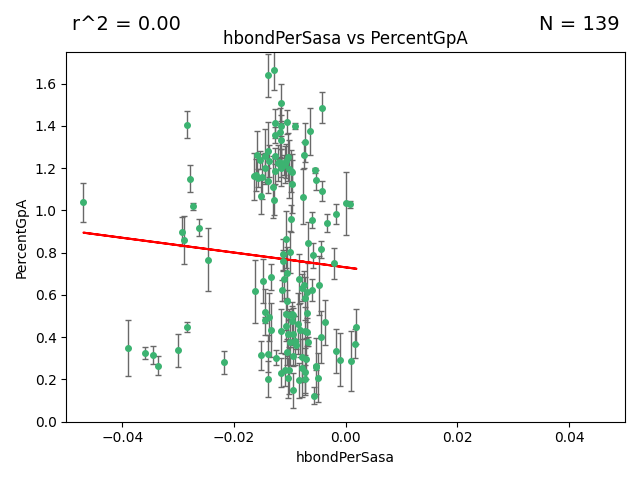 r^2 = 0.00
N = 139
hbondPerSasa vs PercentGpA
PercentGpA
1.6
1.4
1.2
1.0
0.8
0.6
0.4
0.2
0.0
−0.04 −0.02 0.00 0.02 0.04
hbondPerSasa